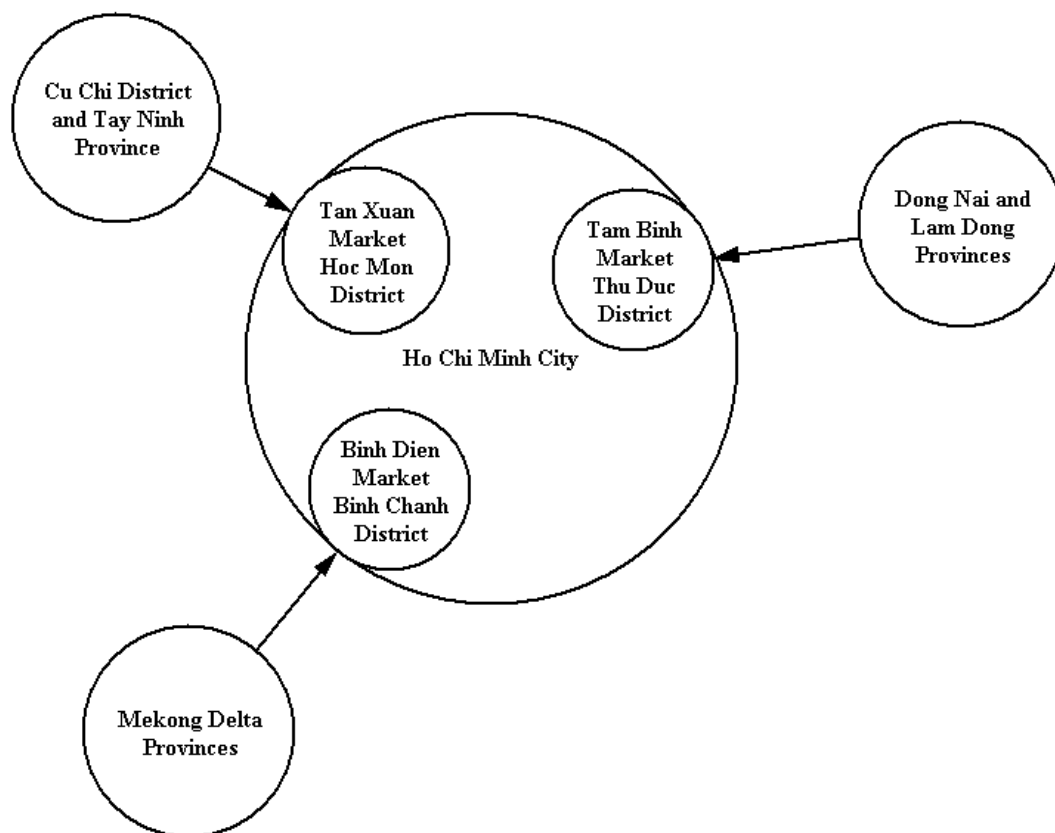 Cu Chi District
and Tay Ninh
Province
Tan Xuan
Market
Hoc Mon
District
Tam Binh
Market
Thu Duc
District
Dong Nai and
Lam Dong
Provinces
Ho Chi Minh City
Binh Dien
Market
Binh Chanh
District
Mekong Delta
Provinces